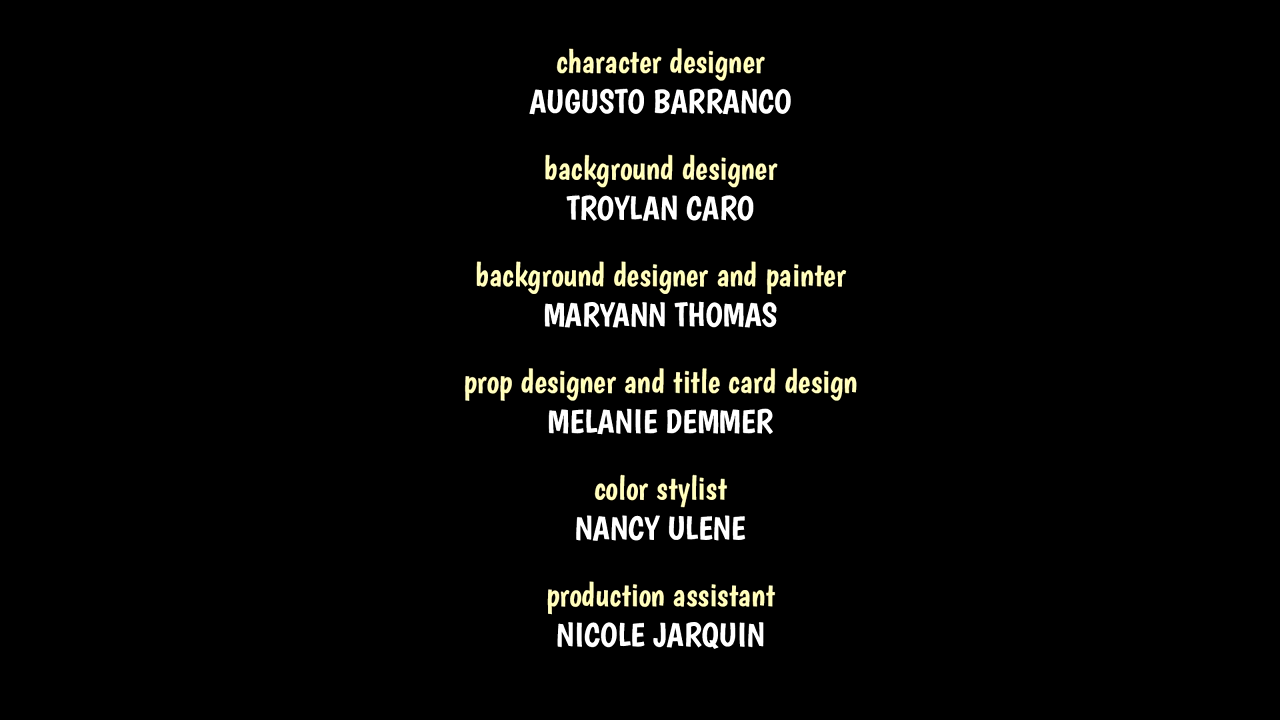 character designer
AUGUSTO BARRANCO
background designer
TROYLAN CARO
background designer and painter
MARYANN THOMAS
prop designer and title card design
MELANIE DEMMER
color stylist
NANCY ULENE
production assistant
NICOLE JARQUIN